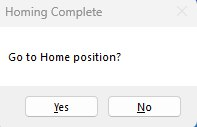 Homing Complete
Go to Home position?
Yes
No